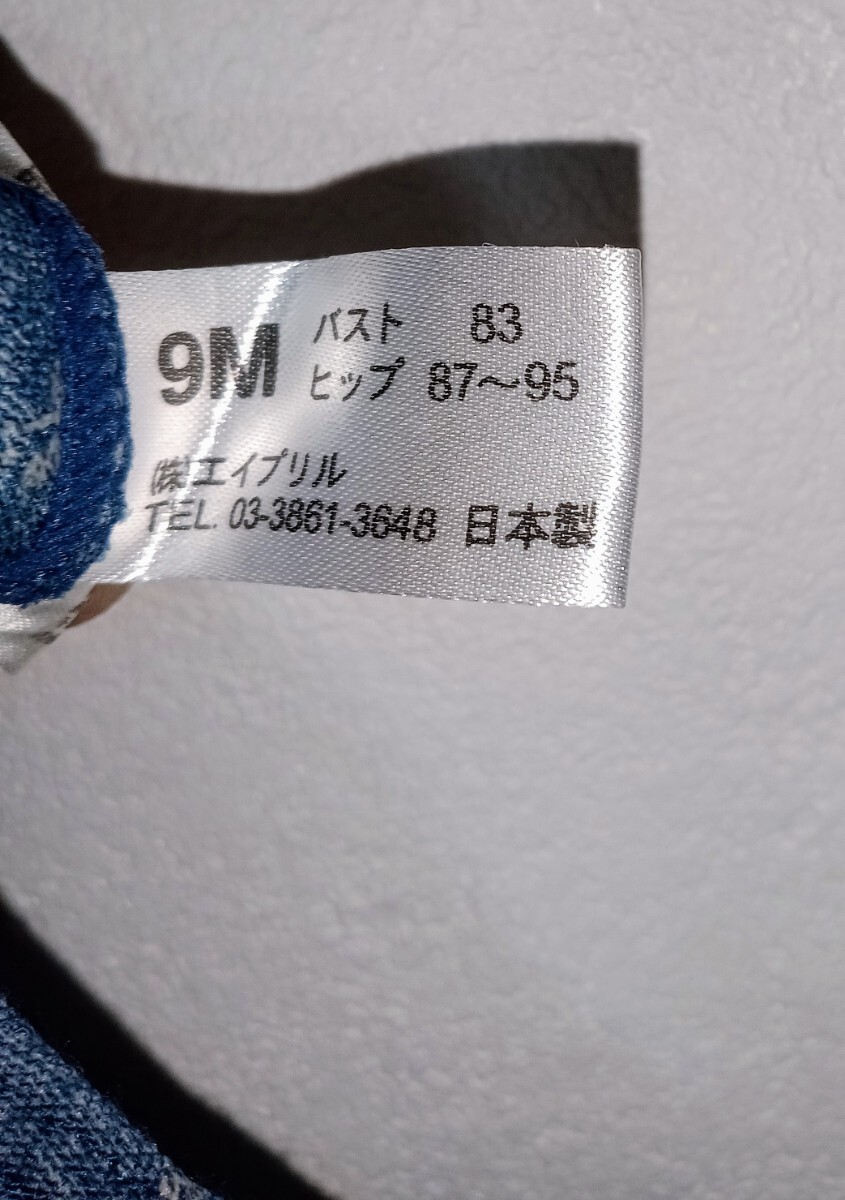 9M バスト 83
ヒップ 87〜95
(株)エイプリル
TEL. 03-3861-3648 日本製